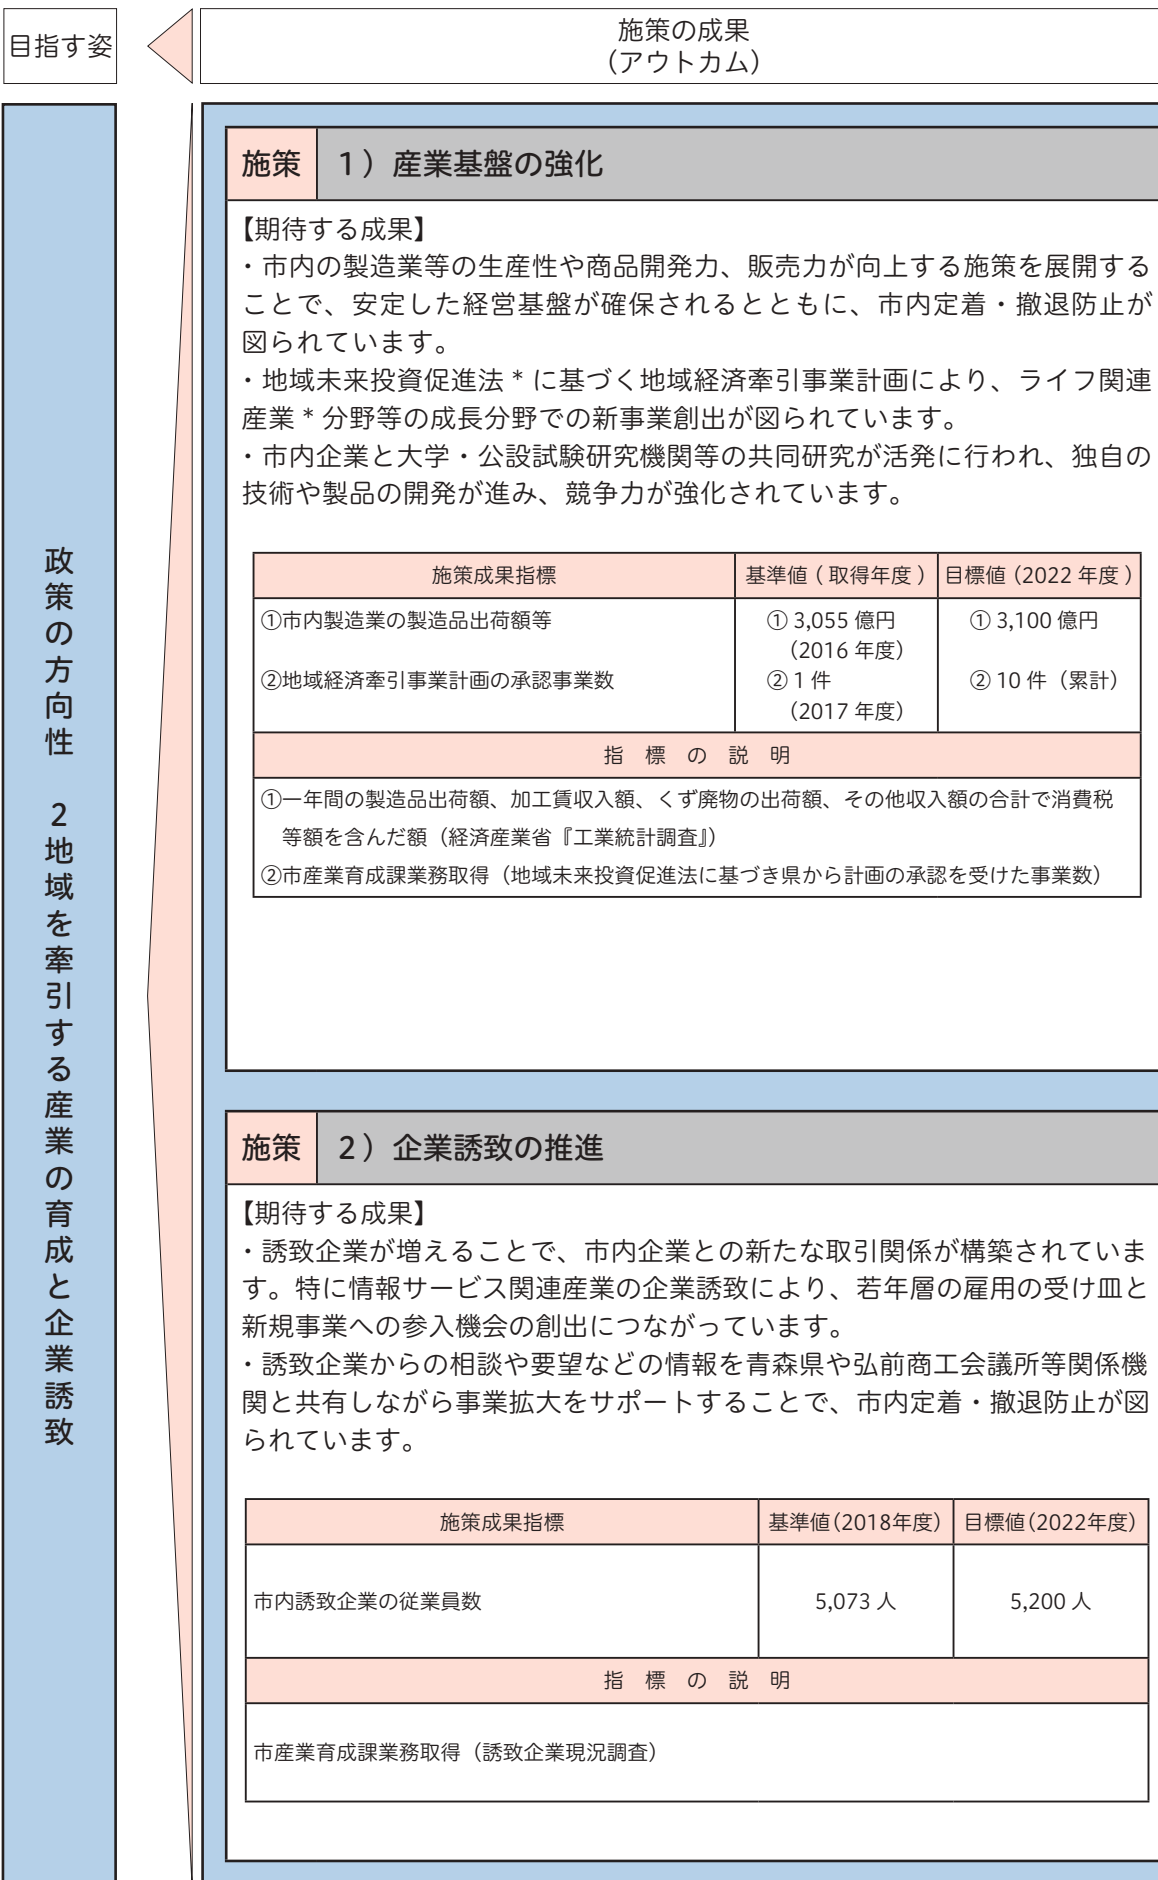 目指す姿
施策の成果
（アウトカム）
政策の方向性　2地域を牽引する産業の育成と企業誘致
施策　1）産業基盤の強化
【期待する成果】
・市内の製造業等の生産性や商品開発力、販売力が向上する施策を展開する
ことで、安定した経営基盤が確保されるとともに、市内定着・撤退防止が
図られています。
・地域未来投資促進法＊に基づく地域経済牽引事業計画により、ライフ関連
産業＊分野等の成長分野での新事業創出が図られています。
・市内企業と大学・公設試験研究機関等の共同研究が活発に行われ、独自の
技術や製品の開発が進み、競争力が強化されています。
施策成果指標　基準値（取得年度）　目標値（2022年度）
①市内製造業の製造品出荷額等　①3,055億円　①3,100億円
（2016年度）
②地域経済牽引事業計画の承認事業数　②1件　②10件（累計）
（2017年度）
指　標　の　説　明
①一年間の製造品出荷額、加工賃収入額、くず廃物の出荷額、その他収入額の合計で消費税
等額を含んだ額（経済産業省『工業統計調査』）
②市産業育成課業務取得（地域未来投資促進法に基づき県から計画の承認を受けた事業数）
施策　2）企業誘致の推進
【期待する成果】
・誘致企業が増えることで、市内企業との新たな取引関係が構築されていま
す。特に情報サービス関連産業の企業誘致により、若年層の雇用の受け皿と
新規事業への参入機会の創出につながっています。
・誘致企業からの相談や要望などの情報を青森県や弘前商工会議所等関係機
関と共有しながら事業拡大をサポートすることで、市内定着・撤退防止が図
られています。
施策成果指標　基準値（2018年度）　目標値（2022年度）
市内誘致企業の従業員数　5,073人　5,200人
指　標　の　説　明
市産業育成課業務取得（誘致企業現況調査）